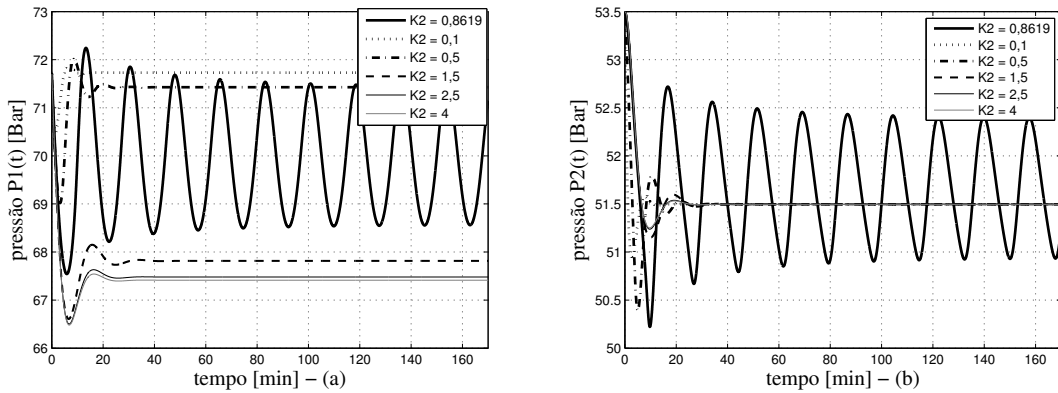 73
72
71
70
69
68
67
66
0
20
40
60
80
100
120
140
160
pressão P1(t) [Bar]
tempo [min] − (a)
K2 = 0,8619
K2 = 0,1
K2 = 0,5
K2 = 1,5
K2 = 2,5
K2 = 4
53.5
53
52.5
52
51.5
51
50.5
50
0
20
40
60
80
100
120
140
160
pressão P2(t) [Bar]
tempo [min] − (b)
K2 = 0,8619
K2 = 0,1
K2 = 0,5
K2 = 1,5
K2 = 2,5
K2 = 4